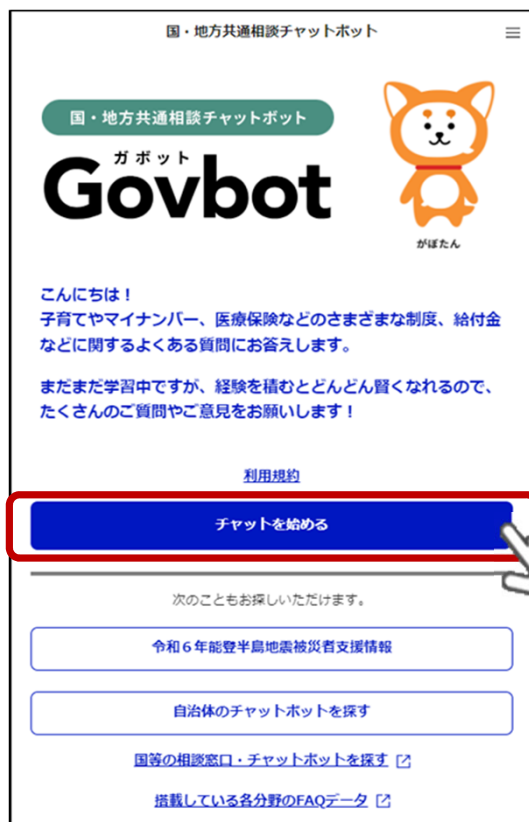 国・地方共通相談チャットボット
国・地方共通相談チャットボット
ガボット
Govbot
がぼたん
こんにちは！
子育てやマイナンバー、医療保険などのさまざまな制度、給付金
などに関するよくある質問にお答えします。
まだまだ学習中ですが、経験を積むとどんどん賢くなれるので、
たくさんのご質問やご意見をお願いします！
利用規約
チャットを始める
次のこともお探しいただけます。
令和６年能登半島地震被災者支援情報
自治体のチャットボットを探す
国等の相談窓口・チャットボットを探す
搭載している各分野のFAQデータ